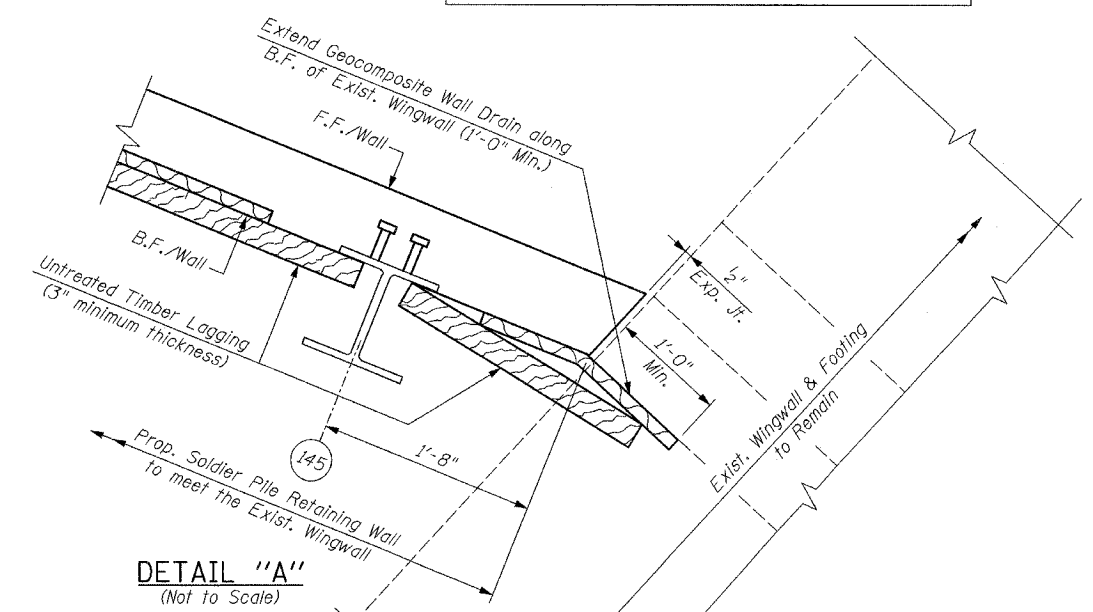 Extend Geocomposite Wall Drain along
B.F. of Exist. Wingwall (1'-0" Min.)
F.F./Wall
B.F./Wall
Untreated Timber Lagging
(3" minimum thickness)
½"
Exp. Jt.
1'-0"
Min.
Exist. Wingwall & Footing
to Remain
1'-8"
145
Prop. Soldier Pile Retaining Wall
to meet the Exist. Wingwall
DETAIL "A"
(Not to Scale)